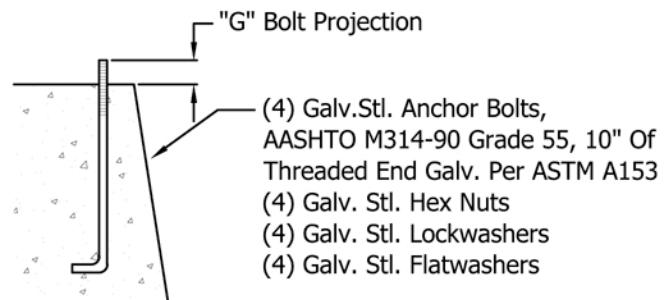 "G" Bolt Projection
(4) Galv.Stl. Anchor Bolts,
AASHTO M314-90 Grade 55, 10" Of
Threaded End Galv. Per ASTM A153
(4) Galv. Stl. Hex Nuts
(4) Galv. Stl. Lockwashers
(4) Galv. Stl. Flatwashers